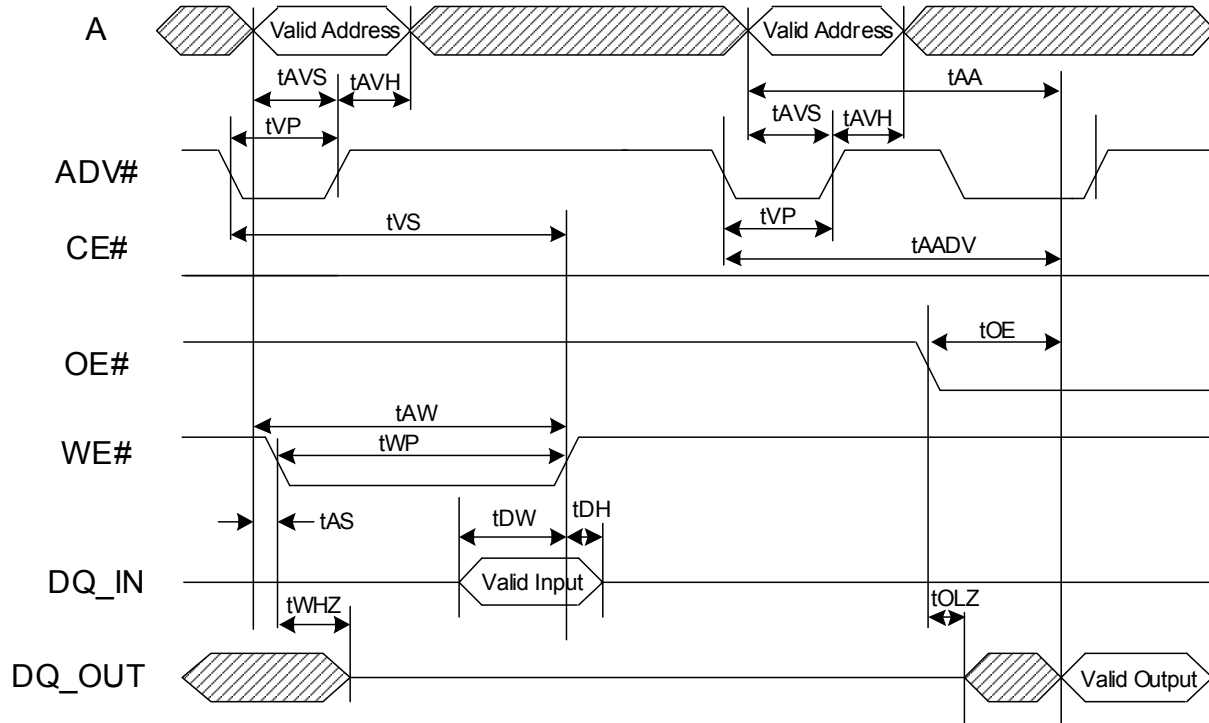 A
Valid Address
Valid Address
tAVS
tAVH
tAA
tVP
tAVS
tAVH
ADV#
tVS
tVP
CE#
tAADV
OE#
tOE
tAW
WE#
tWP
tAS
tDW
tDH
DQ_IN
Valid Input
tWHZ
tOLZ
DQ_OUT
Valid Output